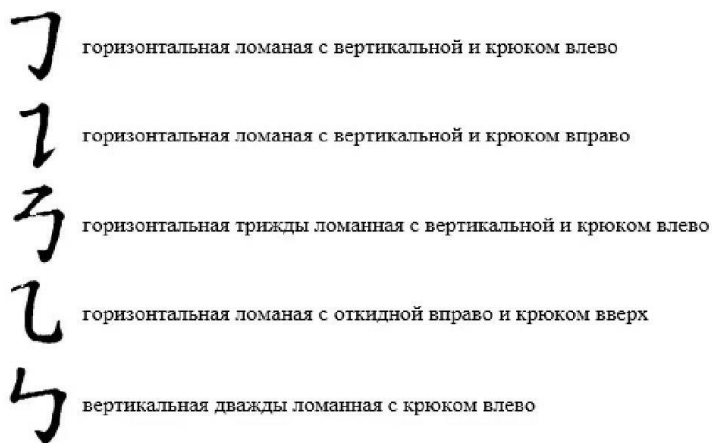 ㇆ горизонтальная ломаная с вертикальной и крюком влево
㇊ горизонтальная ломаная с вертикальной и крюком вправо
㇡ горизонтальная трижды ломанная с вертикальной и крюком влево
㇈ горизонтальная ломаная с откидной вправо и крюком вверх
㇉ вертикальная дважды ломанная с крюком влево